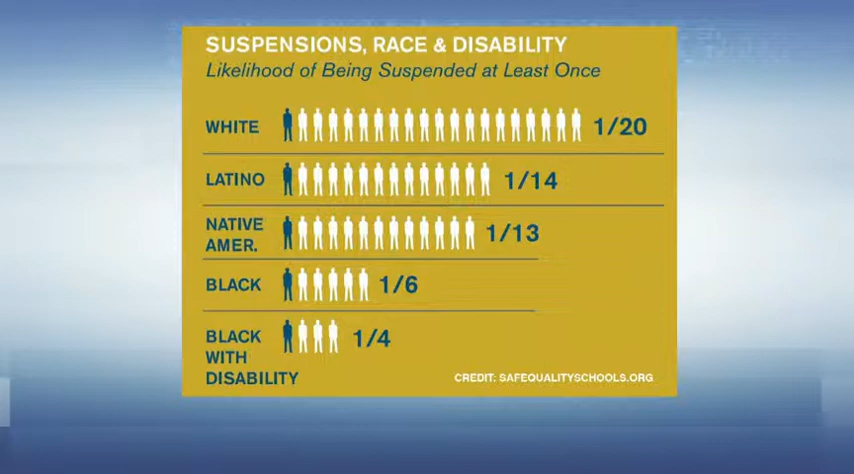 SUSPENSIONS, RACE & DISABILITY
Likelihood of Being Suspended at Least Once
WHITE 1/20
LATINO 1/14
NATIVE
AMER. 1/13
BLACK 1/6
BLACK 1/4
WITH
DISABILITY
CREDIT: SAFEQUALITYSCHOOLS.ORG